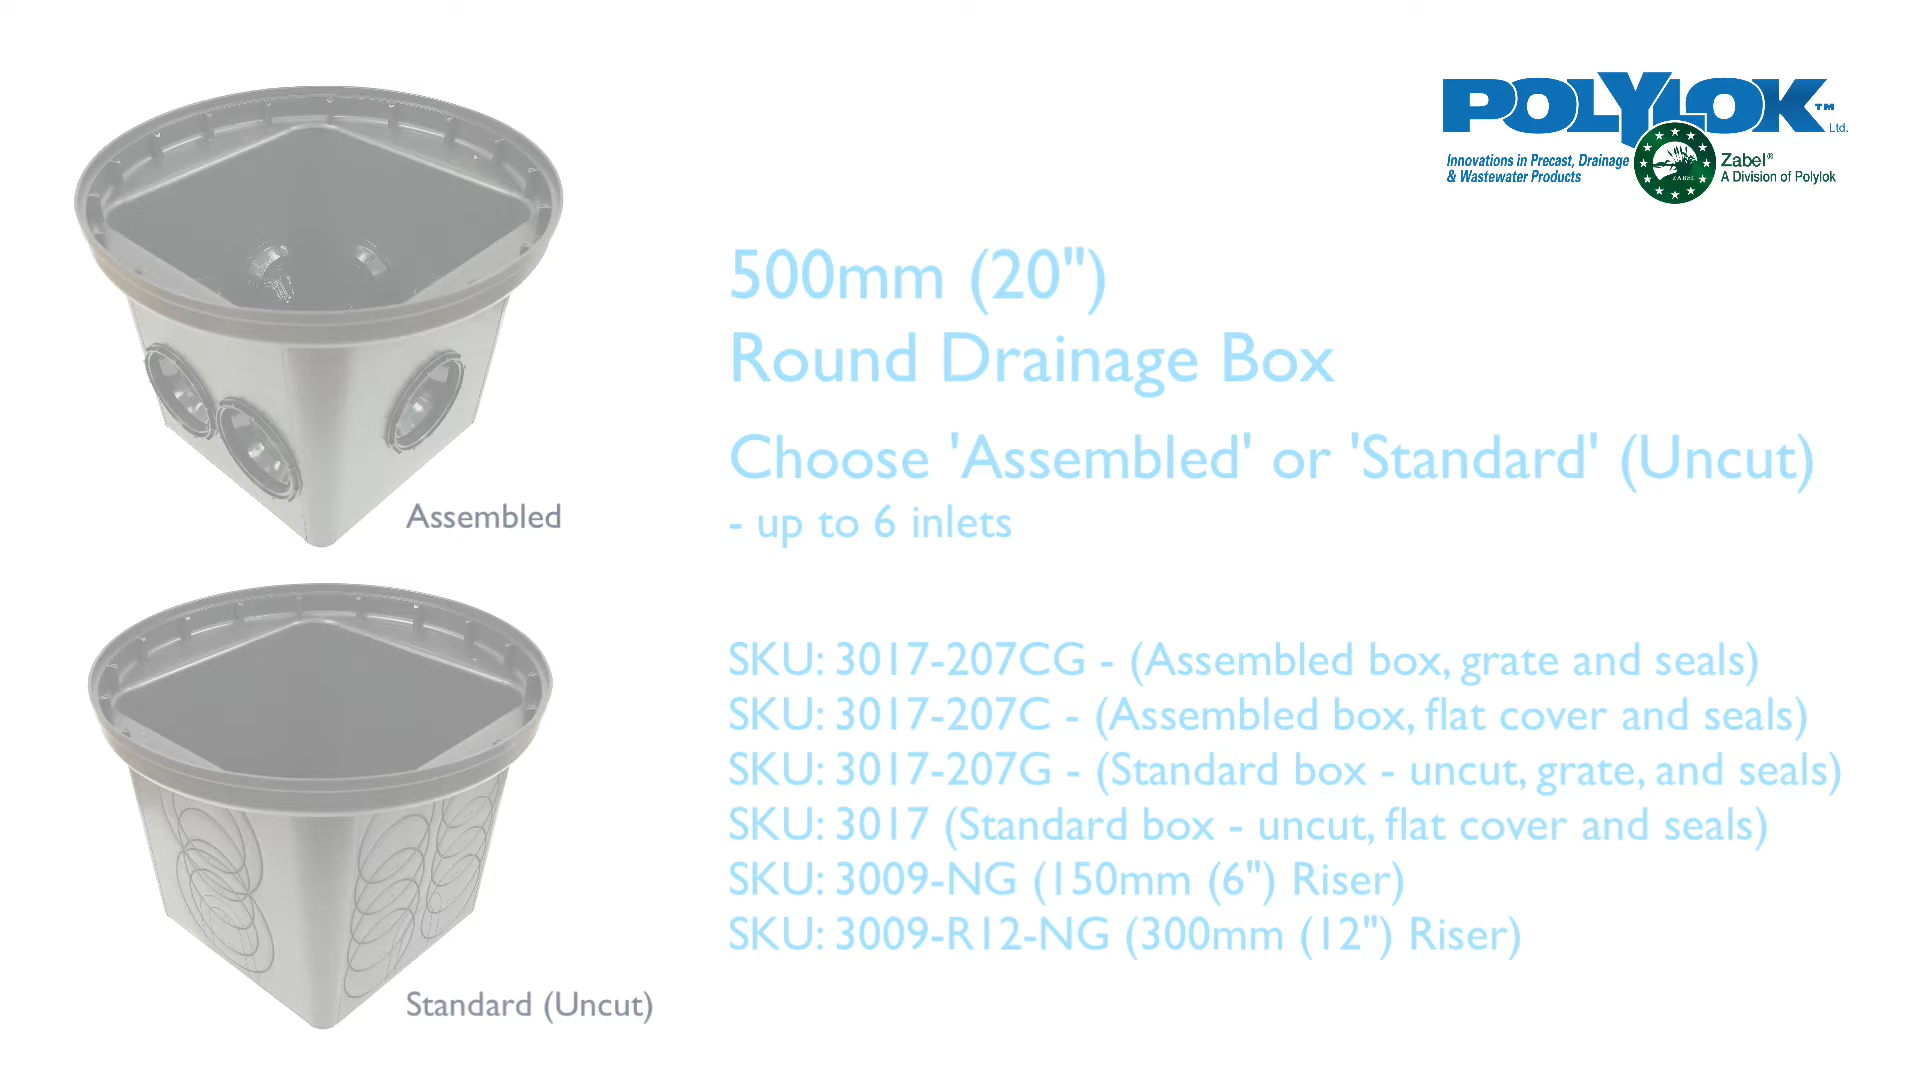 POLYLOK™ Ltd.
Innovations in Precast, Drainage
& Wastewater Products
ZABEL
Zabel®
A Division of Polylok
500mm (20")
Round Drainage Box
Choose 'Assembled' or 'Standard' (Uncut)
- up to 6 inlets
Assembled
SKU: 3017-207CG - (Assembled box, grate and seals)
SKU: 3017-207C - (Assembled box, flat cover and seals)
SKU: 3017-207G - (Standard box - uncut, grate, and seals)
SKU: 3017 (Standard box - uncut, flat cover and seals)
SKU: 3009-NG (150mm (6") Riser)
SKU: 3009-R12-NG (300mm (12") Riser)
Standard (Uncut)